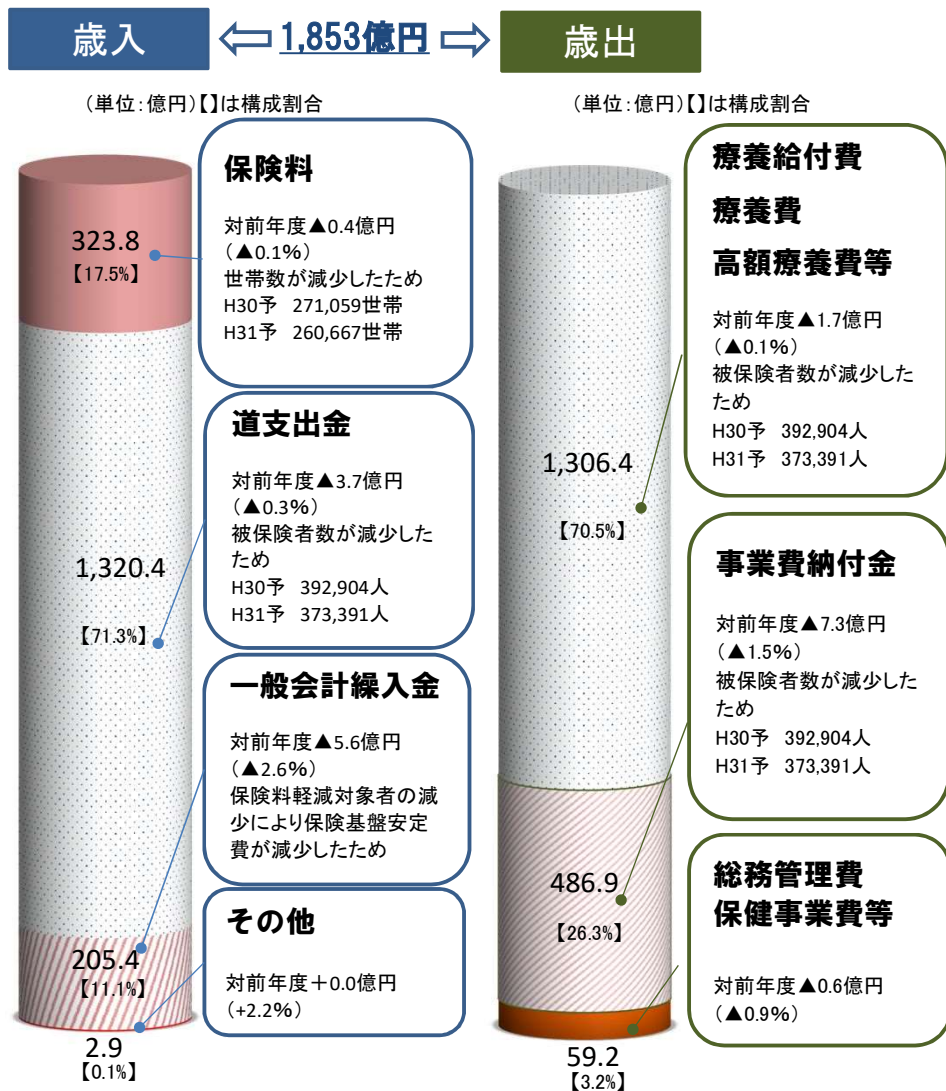 歳入
1,853億円
歳出
(単位:億円)【】は構成割合
323.8
【17.5%】
保険料
対前年度▲0.4億円
(▲0.1%)
世帯数が減少したため
H30予 271,059世帯
H31予 260,667世帯
1,320.4
【71.3%】
道支出金
対前年度▲3.7億円
(▲0.3%)
被保険者数が減少した
ため
H30予 392,904人
H31予 373,391人
205.4
【11.1%】
一般会計繰入金
対前年度▲5.6億円
(▲2.6%)
保険料軽減対象者の減
少により保険基盤安定
費が減少したため
2.9
【0.1%】
その他
対前年度+0.0億円
(+2.2%)
(単位:億円)【】は構成割合
1,306.4
【70.5%】
療養給付費
療養費
高額療養費等
対前年度▲1.7億円
(▲0.1%)
被保険者数が減少した
ため
H30予 392,904人
H31予 373,391人
486.9
【26.3%】
事業費納付金
対前年度▲7.3億円
(▲1.5%)
被保険者数が減少した
ため
H30予 392,904人
H31予 373,391人
59.2
【3.2%】
総務管理費
保健事業費等
対前年度▲0.6億円
(▲0.9%)